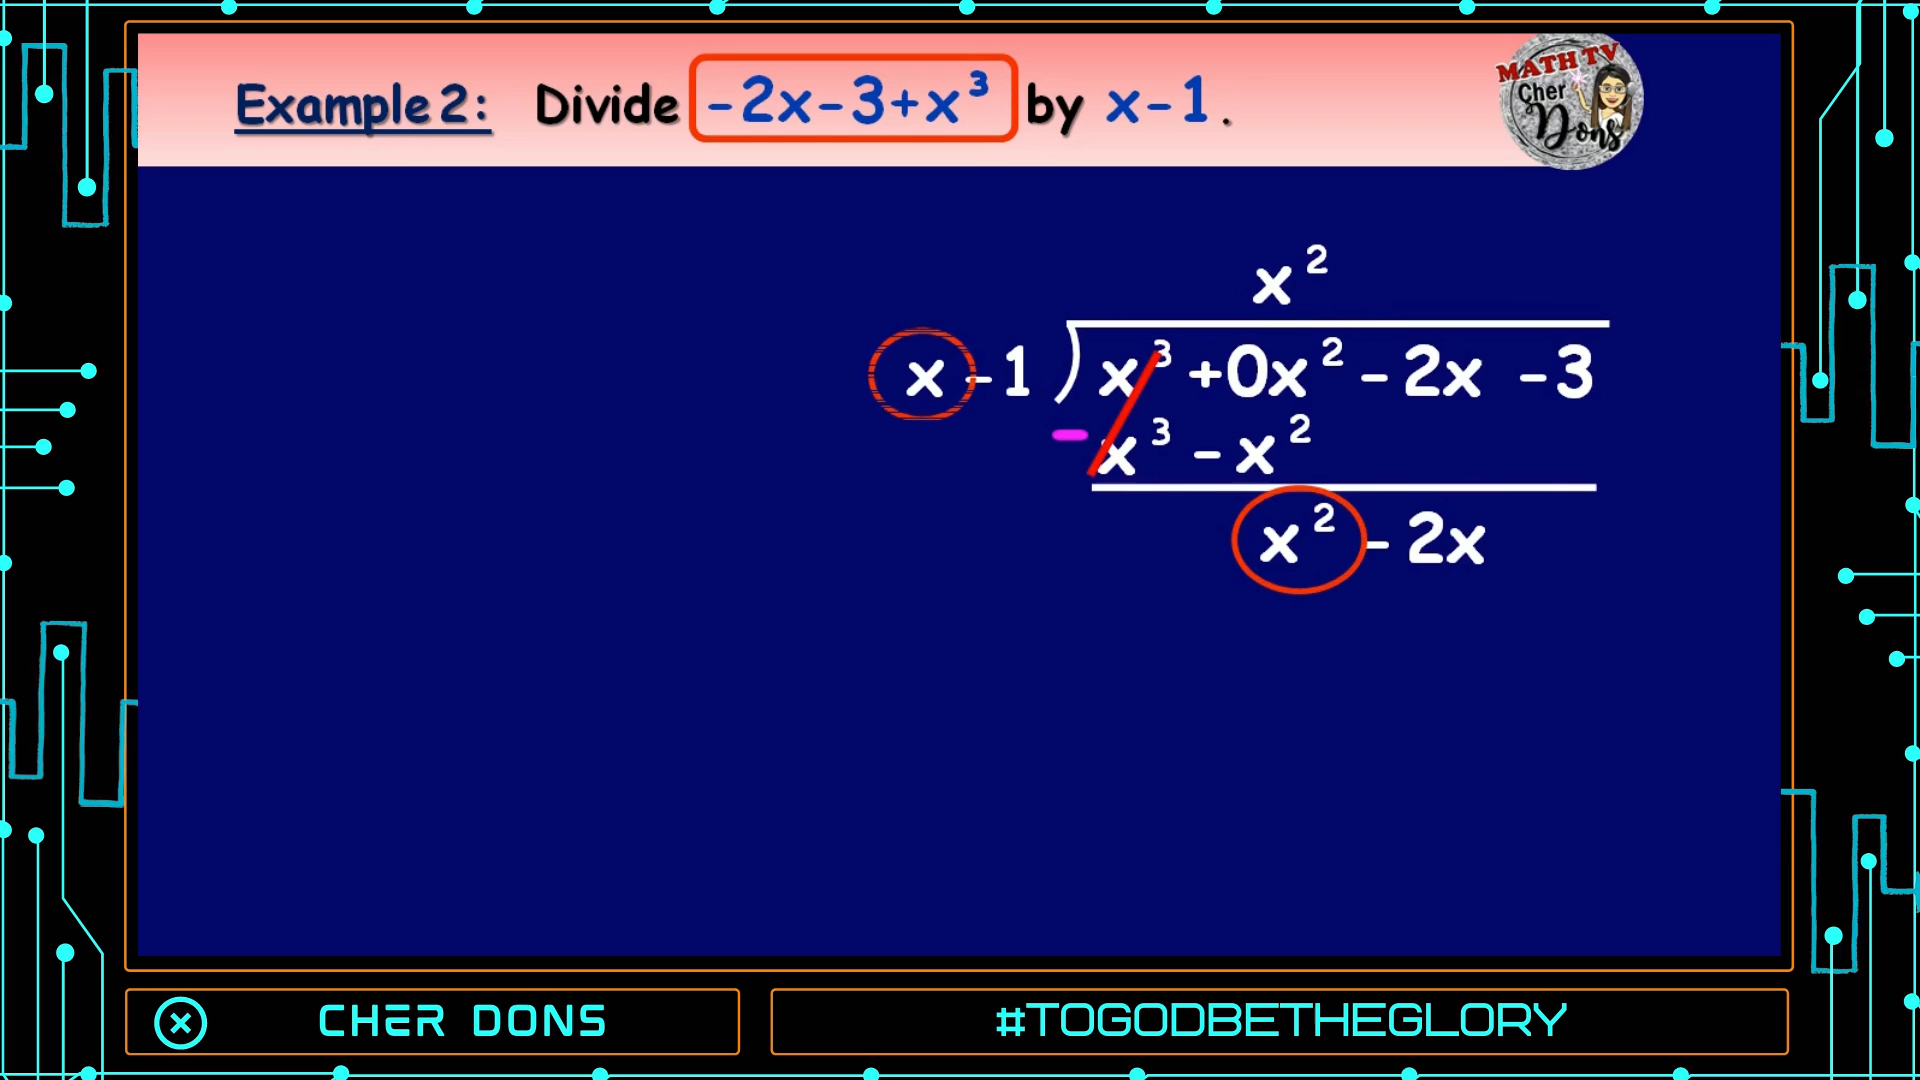 Example 2: Divide -2x-3+x³ by x-1.
MATH TV
Cher
Dons
x²
x-1 ) x³ +0x² - 2x - 3
- x³ - x²
x² - 2x
CHER DONS
#TOGODBETHEGLORY